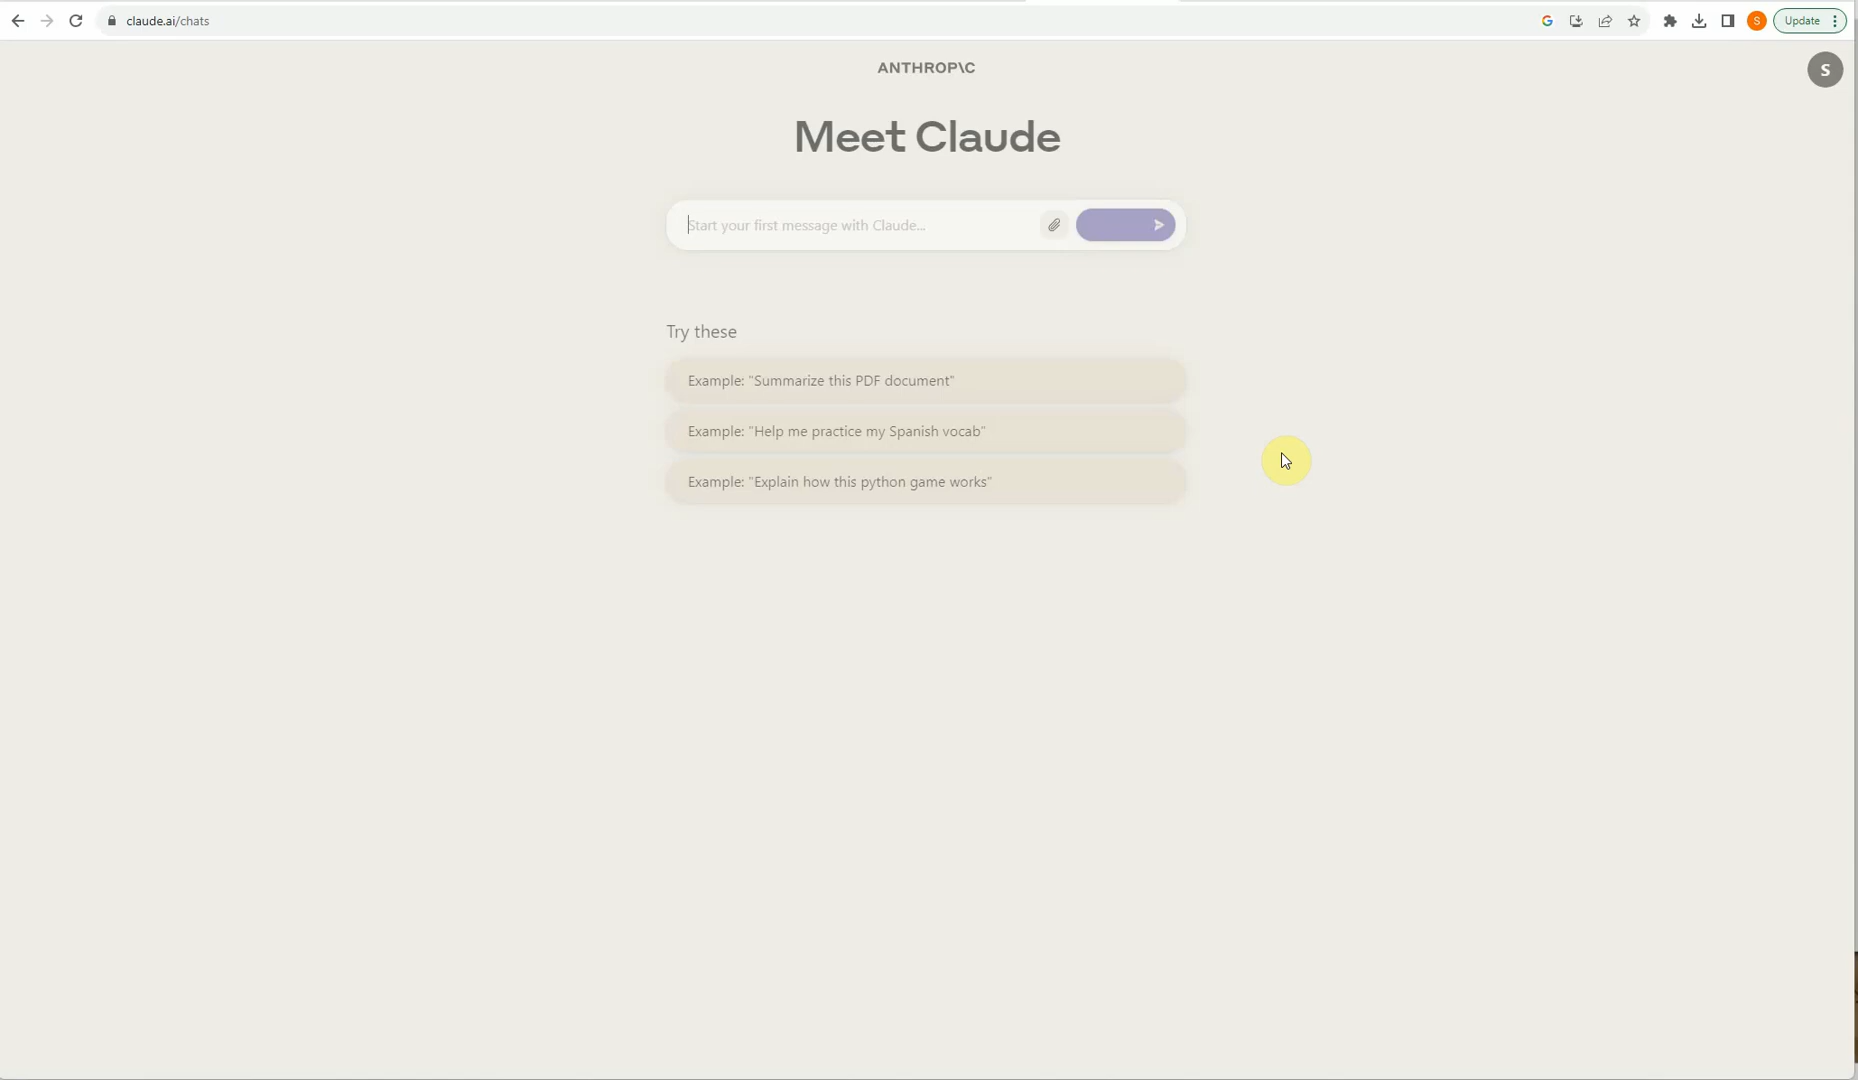 claude.ai/chats
S
Update
ANTHROP\C
S
Meet Claude
Start your first message with Claude...
Try these
Example: "Summarize this PDF document"
Example: "Help me practice my Spanish vocab"
Example: "Explain how this python game works"